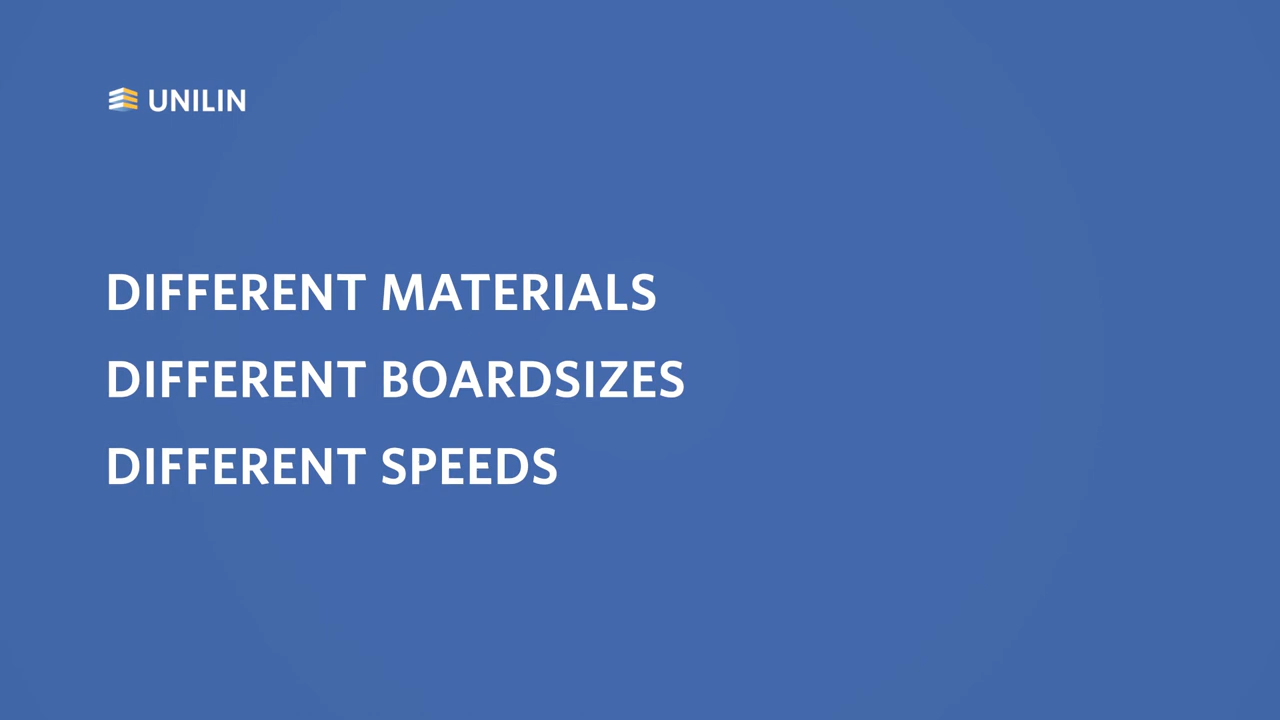 UNILIN
DIFFERENT MATERIALS
DIFFERENT BOARDSIZES
DIFFERENT SPEEDS